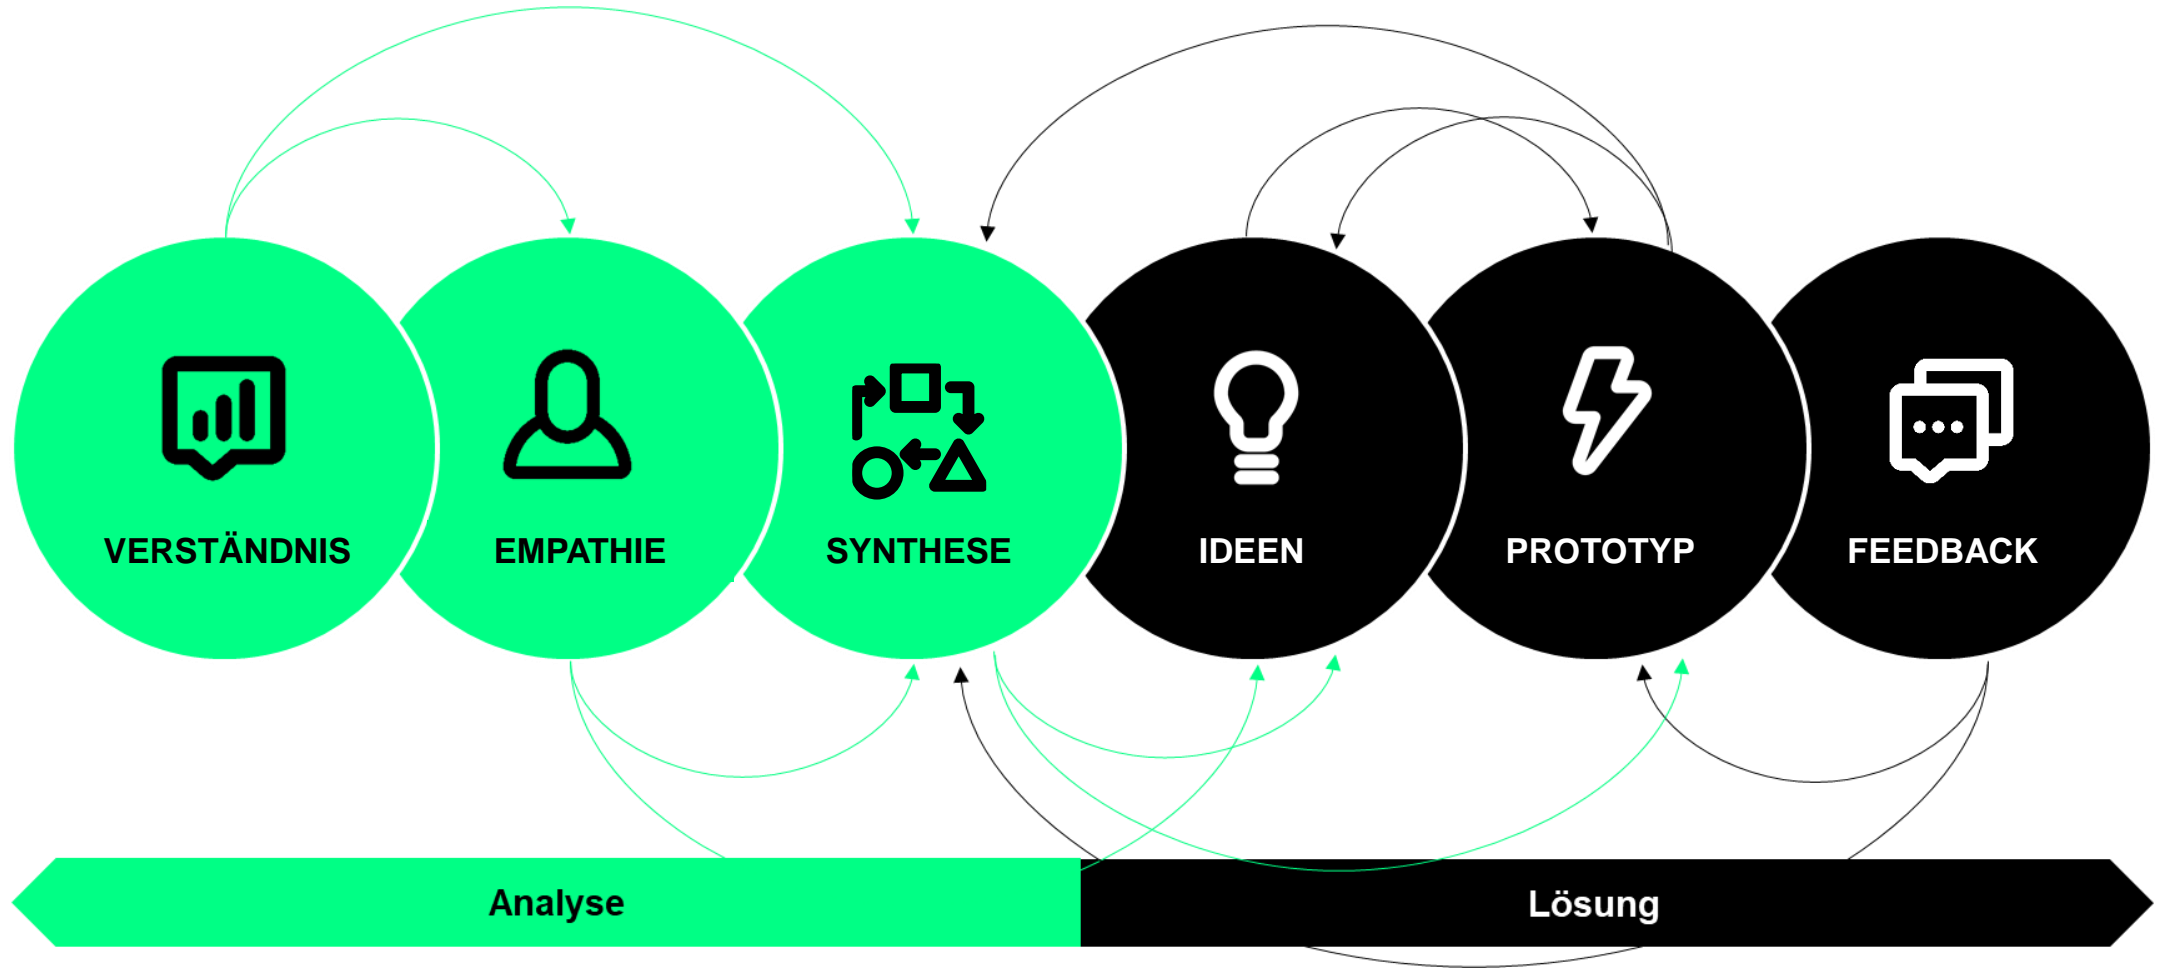 VERSTÄNDNIS
EMPATHIE
SYNTHESE
IDEEN
PROTOTYP
FEEDBACK
Analyse
Lösung